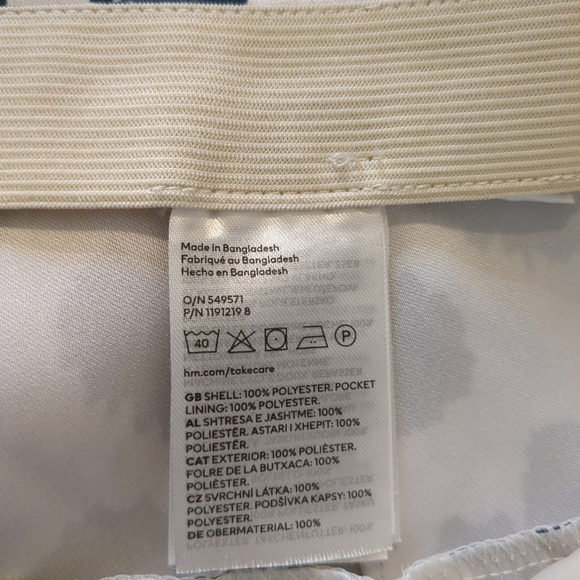 Made in Bangladesh
Fabriqué au Bangladesh
Hecho en Bangladesh
O/N 549571
P/N 1191219 8
40 P
hm.com/takecare
GB SHELL: 100% POLYESTER. POCKET
LINING: 100% POLYESTER.
AL SHTRESA E JASHTME: 100%
POLIESTËR. ASTARI I XHEPIT: 100%
POLIESTËR.
CAT EXTERIOR: 100% POLIÈSTER.
FOLRE DE LA BUTXACA: 100%
POLIÈSTER.
CZ SVRCHNÍ LÁTKA: 100%
POLYESTER. PODŠÍVKA KAPSY: 100%
POLYESTER.
DE OBERMATERIAL: 100%